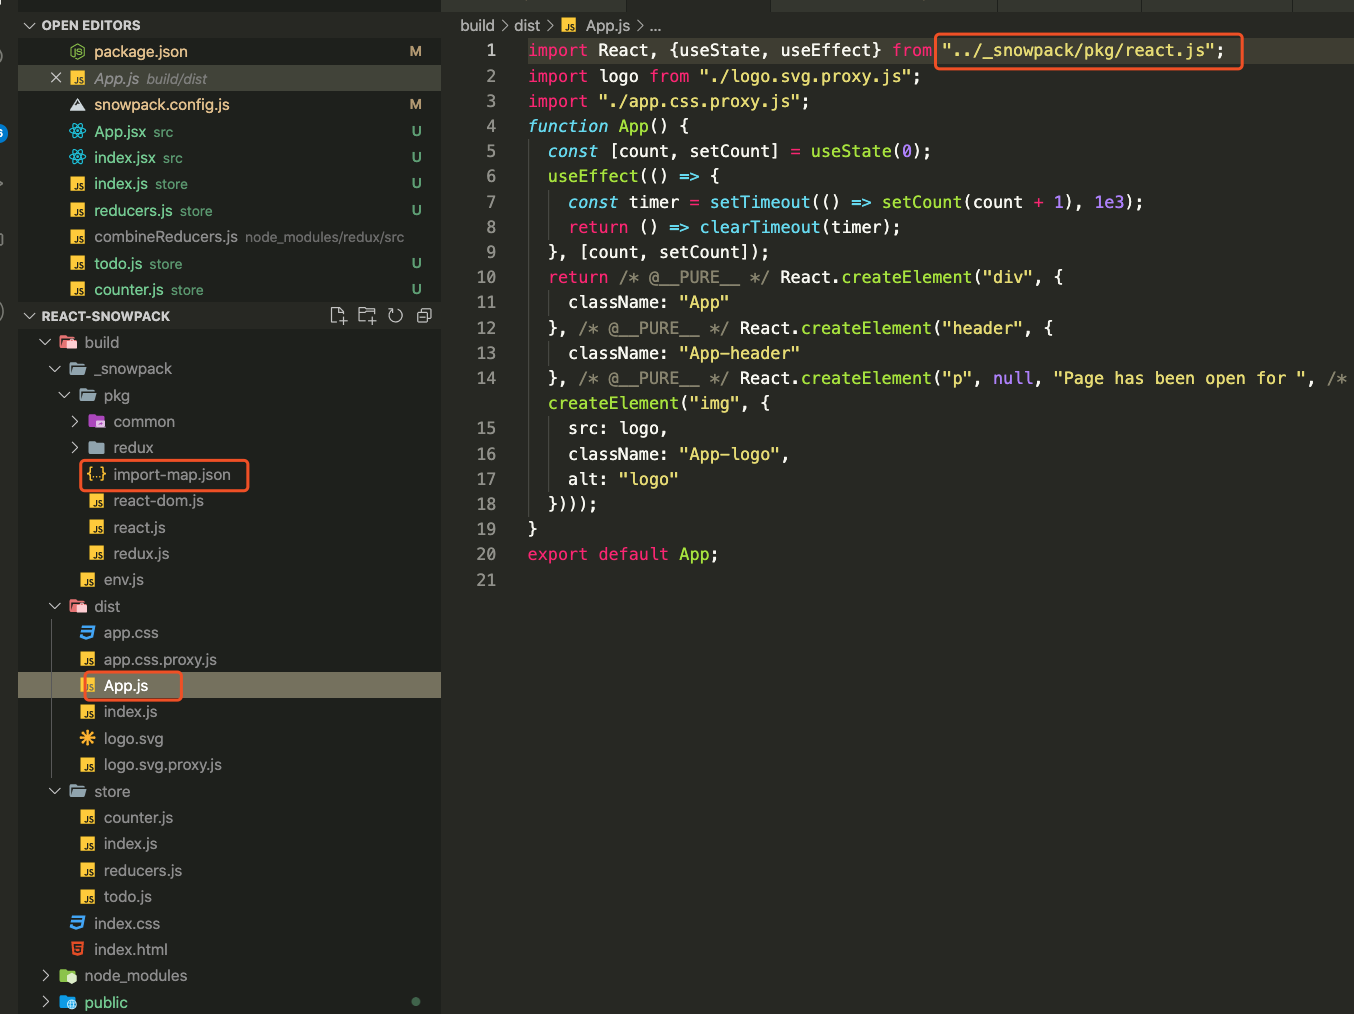 OPEN EDITORS
package.json M
App.js build/dist
snowpack.config.js M
App.jsx src U
index.jsx src U
index.js store U
reducers.js store U
combineReducers.js node_modules/redux/src
todo.js store U
counter.js store U
REACT-SNOWPACK
build
_snowpack
pkg
common
redux
import-map.json
react-dom.js
react.js
redux.js
env.js
dist
app.css
app.css.proxy.js
App.js
index.js
logo.svg
logo.svg.proxy.js
store
counter.js
index.js
reducers.js
todo.js
index.css
index.html
node_modules
public
build > dist > JS App.js > ...
1 import React, {useState, useEffect} from "../_snowpack/pkg/react.js";
2 import logo from "./logo.svg.proxy.js";
3 import "./app.css.proxy.js";
4 function App() {
5 const [count, setCount] = useState(0);
6 useEffect(() => {
7 const timer = setTimeout(() => setCount(count + 1), 1e3);
8 return () => clearTimeout(timer);
9 }, [count, setCount]);
10 return /* @__PURE__ */ React.createElement("div", {
11 className: "App"
12 }, /* @__PURE__ */ React.createElement("header", {
13 className: "App-header"
14 }, /* @__PURE__ */ React.createElement("p", null, "Page has been open for ", /*
createElement("img", {
15 src: logo,
16 className: "App-logo",
17 alt: "logo"
18 })));
19 }
20 export default App;
21